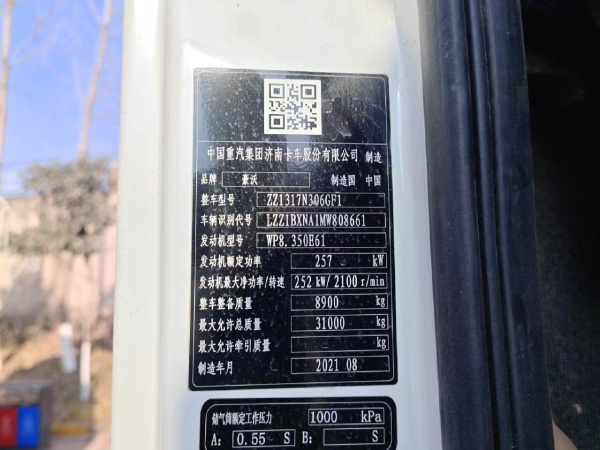 中国重汽集团济南卡车股份有限公司 制造
品牌 豪沃 制造国 中国
整车型号 ZZ1317N306GF1
车辆识别代号 LZZ1BXNA1MW808661
发动机型号 WP8.350E61
发动机额定功率 257 kW
发动机最大净功率/转速 252 kW/ 2100 r/min
整车整备质量 8900 kg
最大允许总质量 31000 kg
最大允许牵引质量 kg
制造年月 2021 08
储气筒额定工作压力 1000 kPa
A: 0.55 S B: S